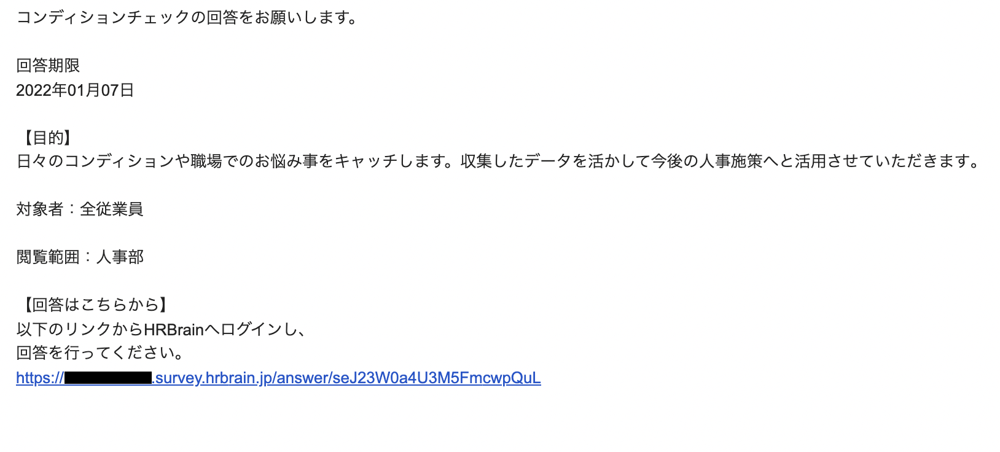 コンディションチェックの回答をお願いします。
回答期限
2022年01月07日
【目的】
日々のコンディションや職場でのお悩み事をキャッチします。収集したデータを活かして今後の人事施策へと活用させていただきます。
対象者：全従業員
閲覧範囲：人事部
【回答はこちらから】
以下のリンクからHRBrainへログインし、
回答を行ってください。
https://.survey.hrbrain.jp/answer/seJ23W0a4U3M5FmcwpQuL